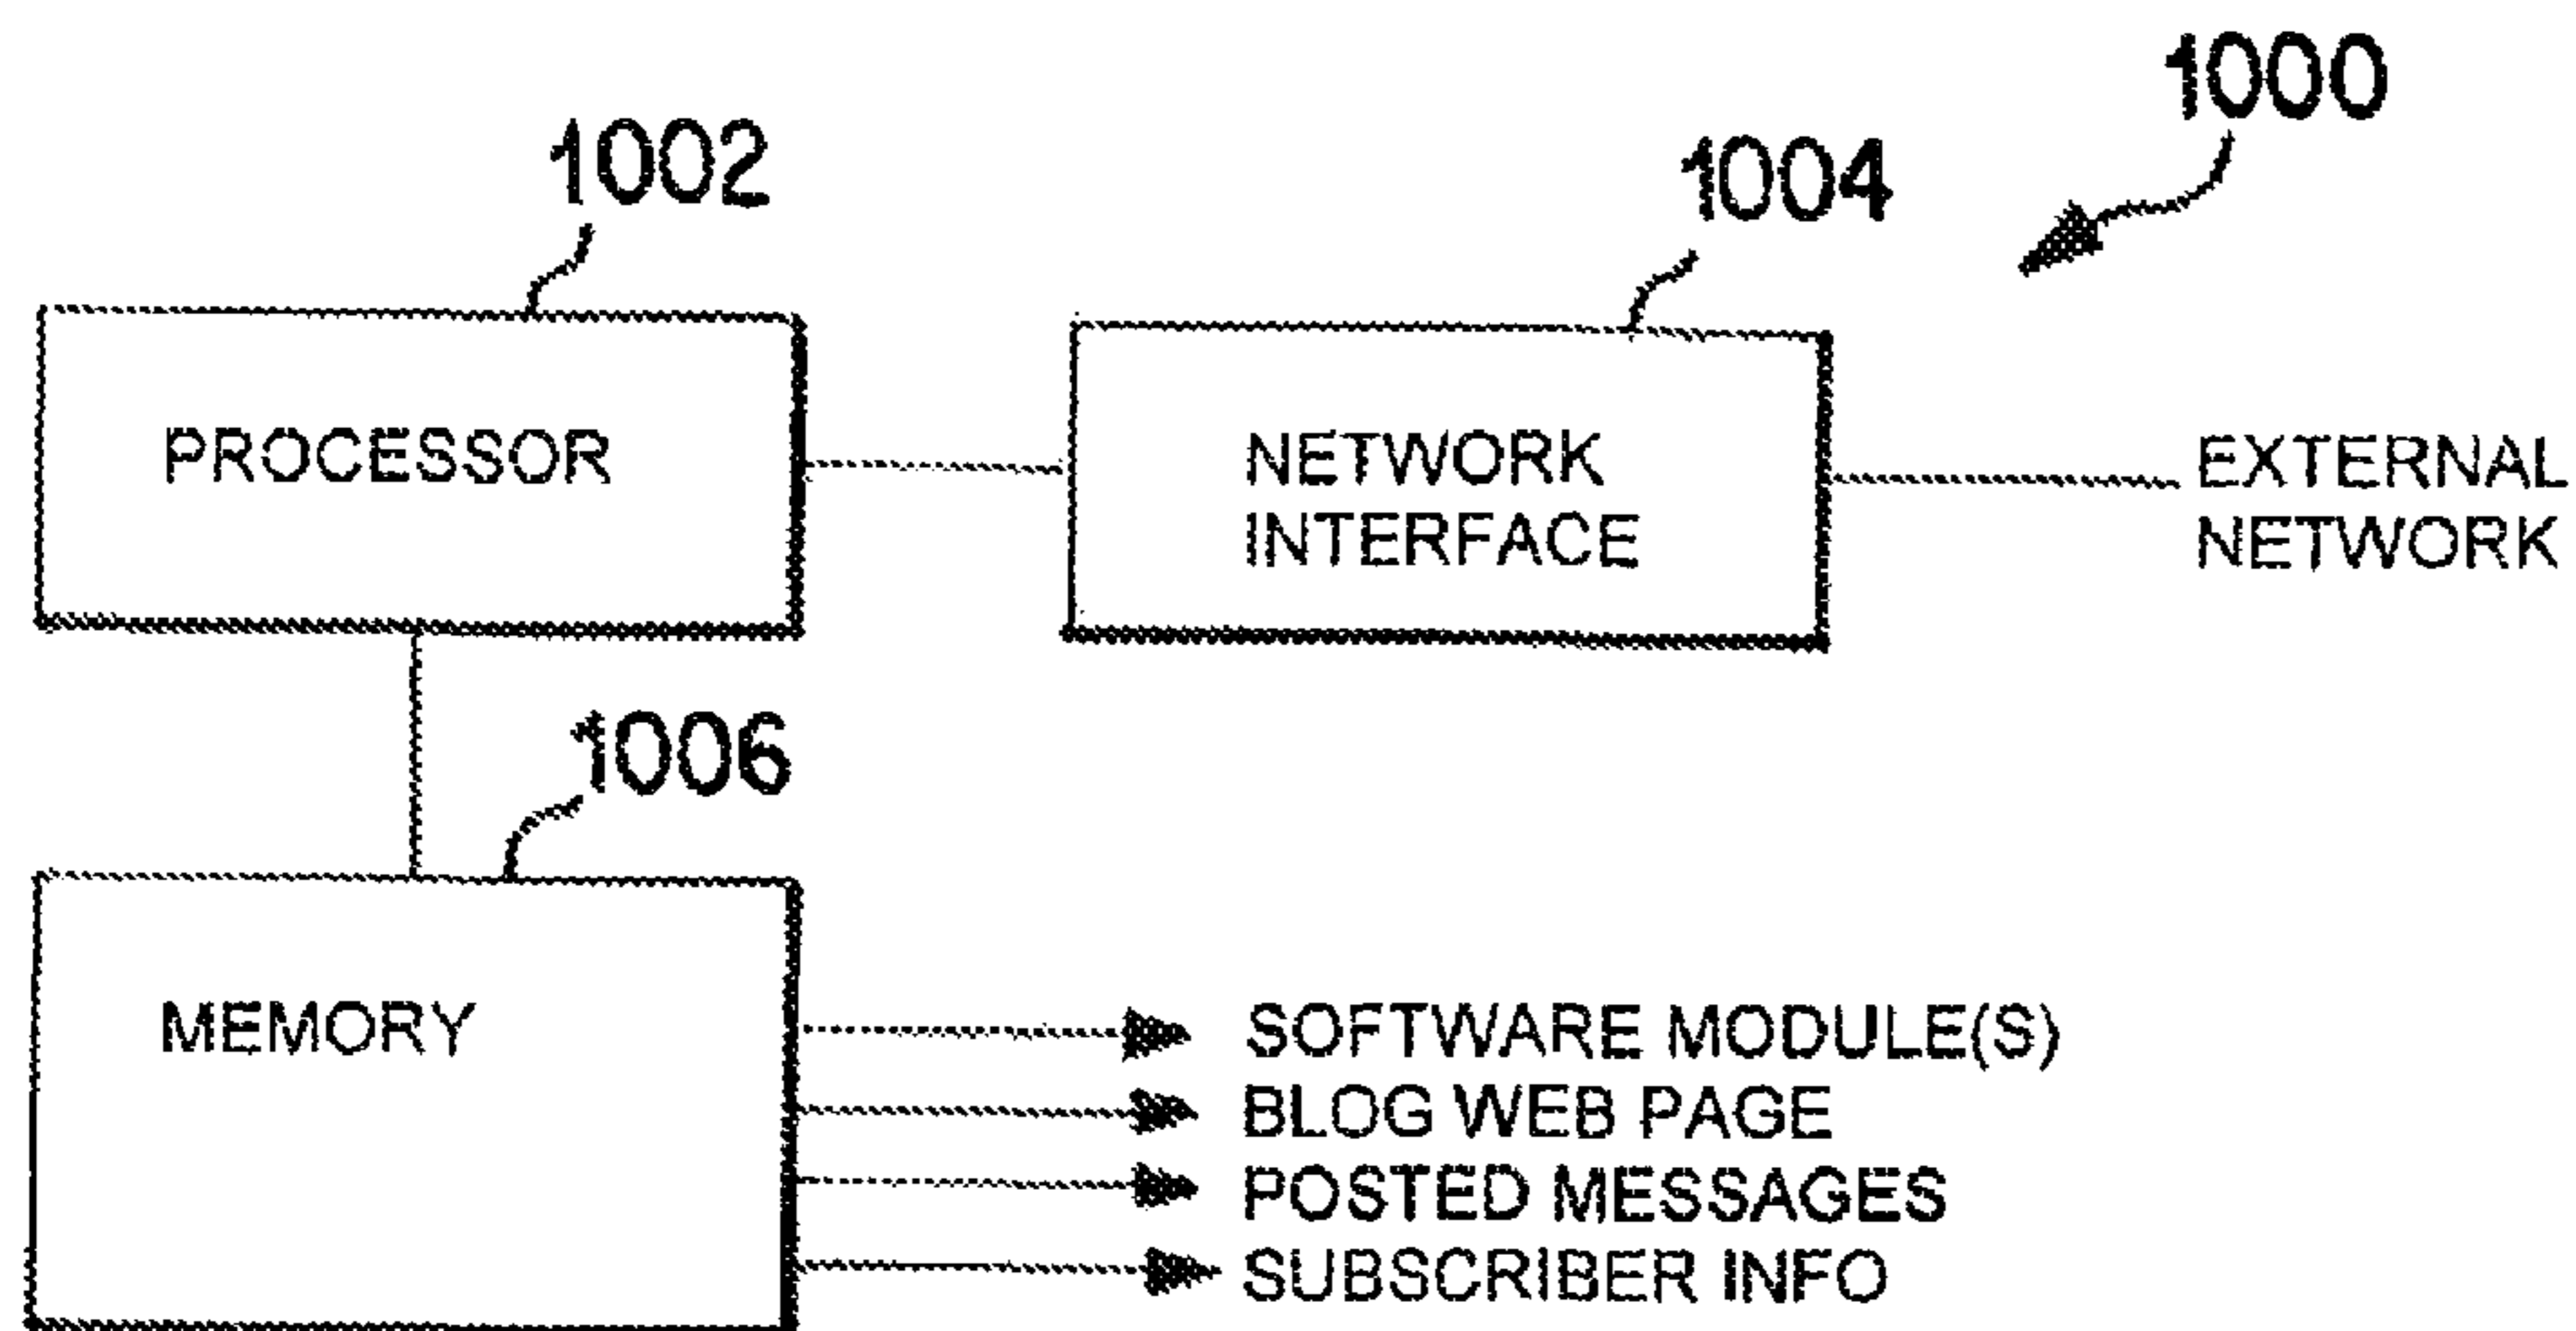 1000
1002
1004
PROCESSOR
NETWORK
INTERFACE
EXTERNAL
NETWORK
1006
MEMORY
SOFTWARE MODULE(S)
BLOG WEB PAGE
POSTED MESSAGES
SUBSCRIBER INFO